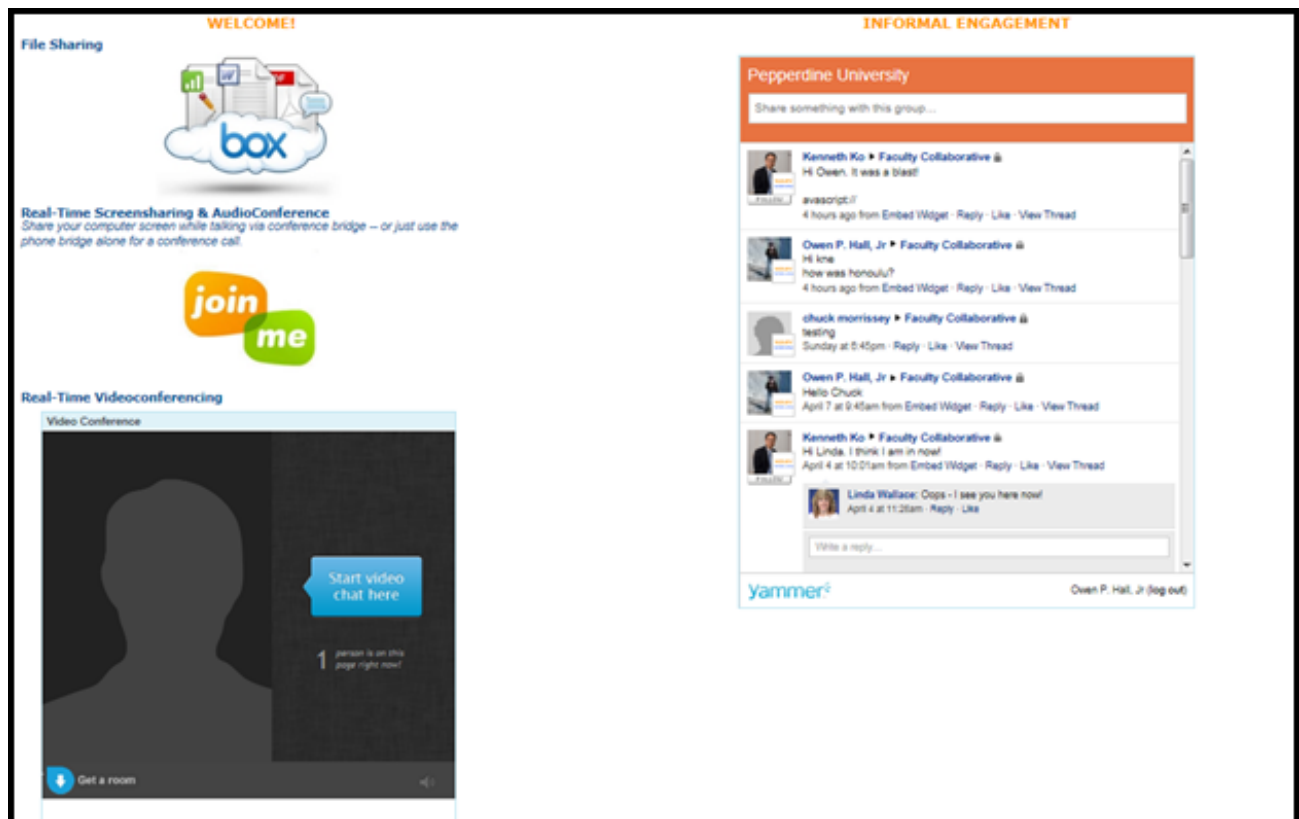 WELCOME!
File Sharing
W
PDF
box
Real-Time Screensharing & AudioConference
Share your computer screen while talking via conference bridge – or just use the
phone bridge alone for a conference call.
join
me
Real-Time Videoconferencing
Video Conference
Start video
chat here
1 person is on this
page right now!
Get a room
INFORMAL ENGAGEMENT
Pepperdine University
Share something with this group...
Kenneth Ko ▸ Faculty Collaborative
Hi Owen. It was a blast!
avascript://
4 hours ago from Embed Widget · Reply · Like · View Thread
FOLLOW
Owen P. Hall, Jr ▸ Faculty Collaborative
Hi kne
how was honoulu?
4 hours ago from Embed Widget · Reply · Like · View Thread
chuck morrissey ▸ Faculty Collaborative
testing
Sunday at 6:45pm · Reply · Like · View Thread
Owen P. Hall, Jr ▸ Faculty Collaborative
Hello Chuck
April 7 at 9:45am from Embed Widget · Reply · Like · View Thread
Kenneth Ko ▸ Faculty Collaborative
Hi Linda. I think I am in now!
April 4 at 10:01am from Embed Widget · Reply · Like · View Thread
FOLLOW
Linda Wallace: Oops - I see you here now!
April 4 at 11:26am · Reply · Like
Write a reply...
yammer
Owen P. Hall, Jr (log out)